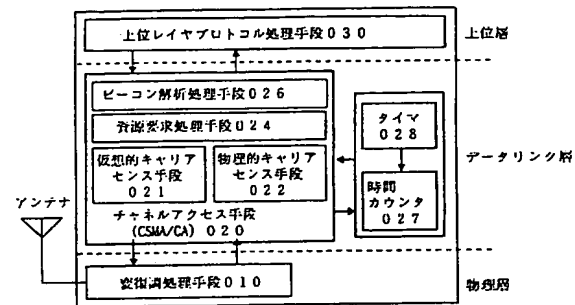 上位レイヤプロトコル処理手段０３０
上位層
ビーコン解析処理手段０２６
資源要求処理手段０２４
仮想的キャリア
センス手段
０２１
物理的キャリア
センス手段
０２２
チャネルアクセス手段
(CSMA/CA) ０２０
タイマ
０２８
時間
カウンタ
０２７
データリンク層
アンテナ
変復調処理手段０１０
物理層